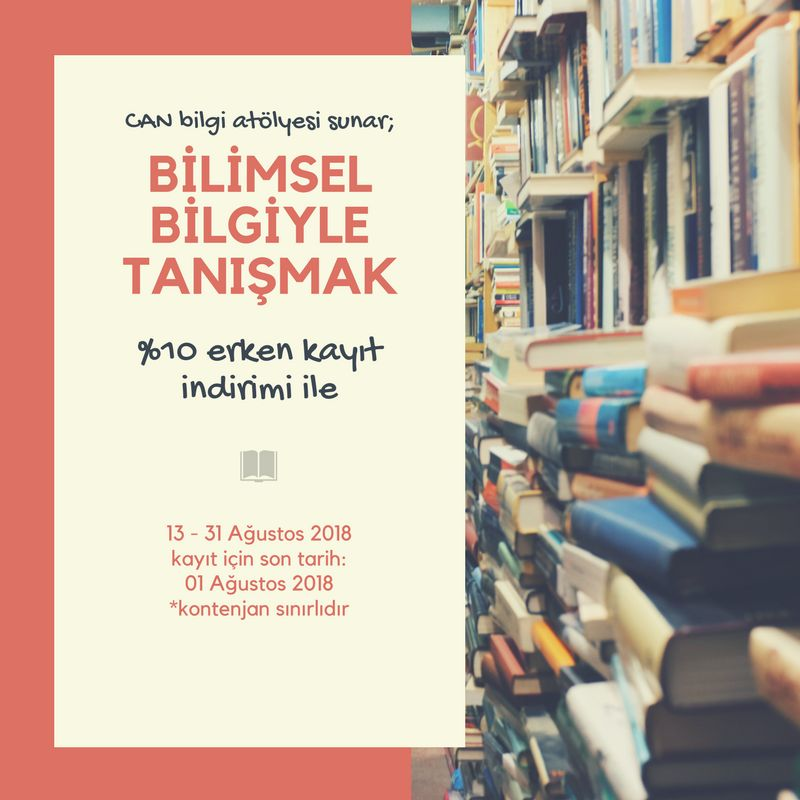 CAN bilgi atölyesi sunar;
BİLİMSEL
BİLGİYLE
TANIŞMAK
%10 erken kayıt
indirimi ile
13 - 31 Ağustos 2018
kayıt için son tarih:
01 Ağustos 2018
*kontenjan sınırlıdır